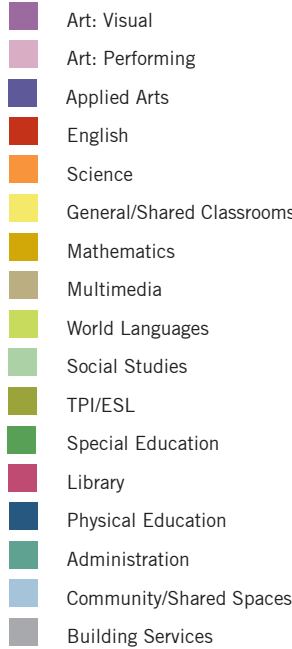 Art: Visual
Art: Performing
Applied Arts
English
Science
General/Shared Classrooms
Mathematics
Multimedia
World Languages
Social Studies
TPI/ESL
Special Education
Library
Physical Education
Administration
Community/Shared Spaces
Building Services